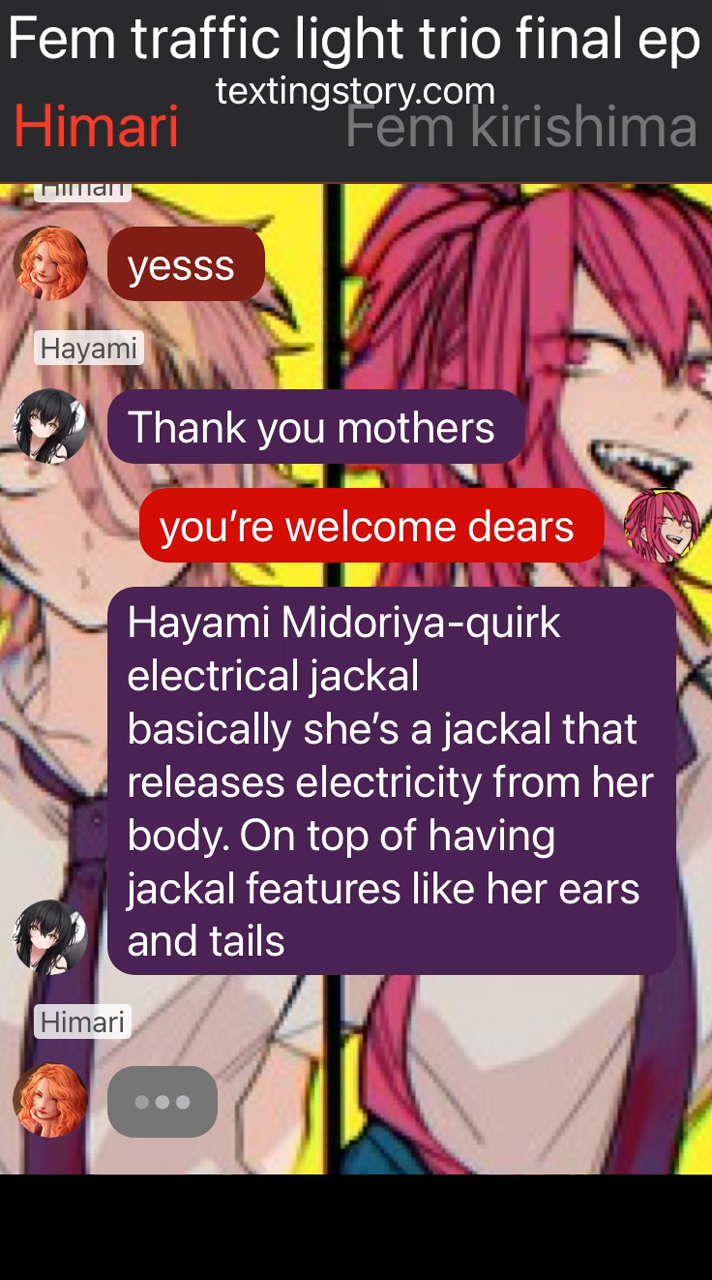 Fem traffic light trio final ep
textingstory.com
Himari
Fem kirishima
Himari
yesss
Hayami
Thank you mothers
you’re welcome dears
Hayami Midoriya-quirk
electrical jackal
basically she’s a jackal that
releases electricity from her
body. On top of having
jackal features like her ears
and tails
Himari